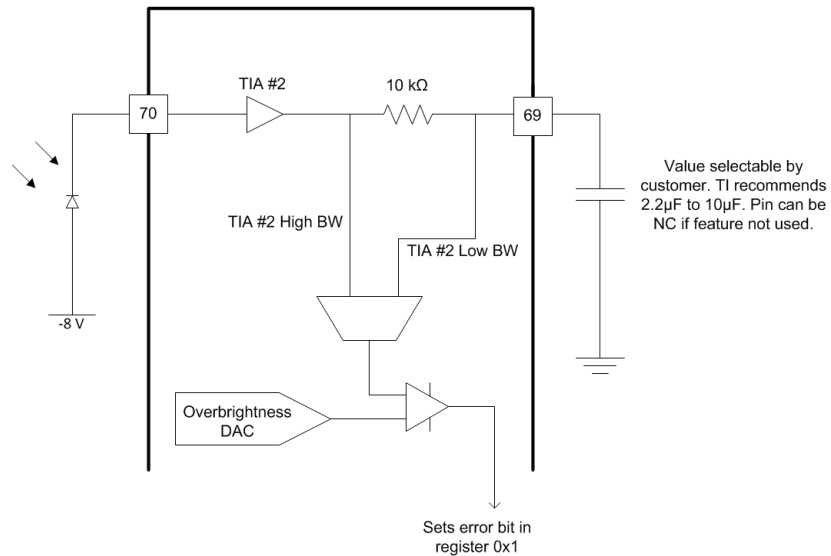 TIA #2
10 kΩ
70
69
Value selectable by
customer. TI recommends
2.2µF to 10µF. Pin can be
NC if feature not used.
TIA #2 High BW
TIA #2 Low BW
-8 V
Overbrightness
DAC
Sets error bit in
register 0x1